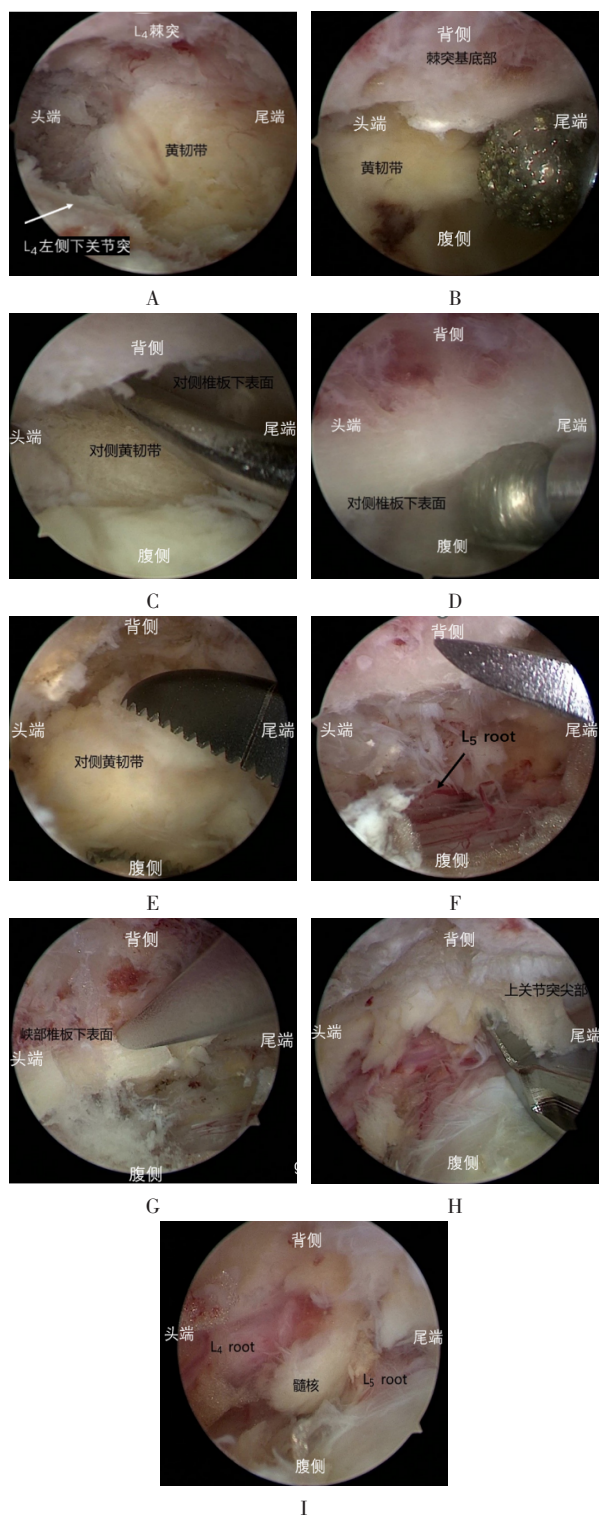 L₄棘突
头端
尾端
黄韧带
L₄左侧下关节突
A
背侧
棘突基底部
头端
尾端
黄韧带
腹侧
B
背侧
对侧椎板下表面
头端
尾端
对侧黄韧带
腹侧
C
背侧
头端
尾端
对侧椎板下表面
腹侧
D
背侧
头端
尾端
对侧黄韧带
腹侧
E
背侧
头端
尾端
L₅ root
腹侧
F
背侧
峡部椎板下表面
头端
尾端
腹侧
G
背侧
上关节突尖部
头端
尾端
腹侧
H
背侧
头端
尾端
L₄ root
髓核
L₅ root
腹侧
I